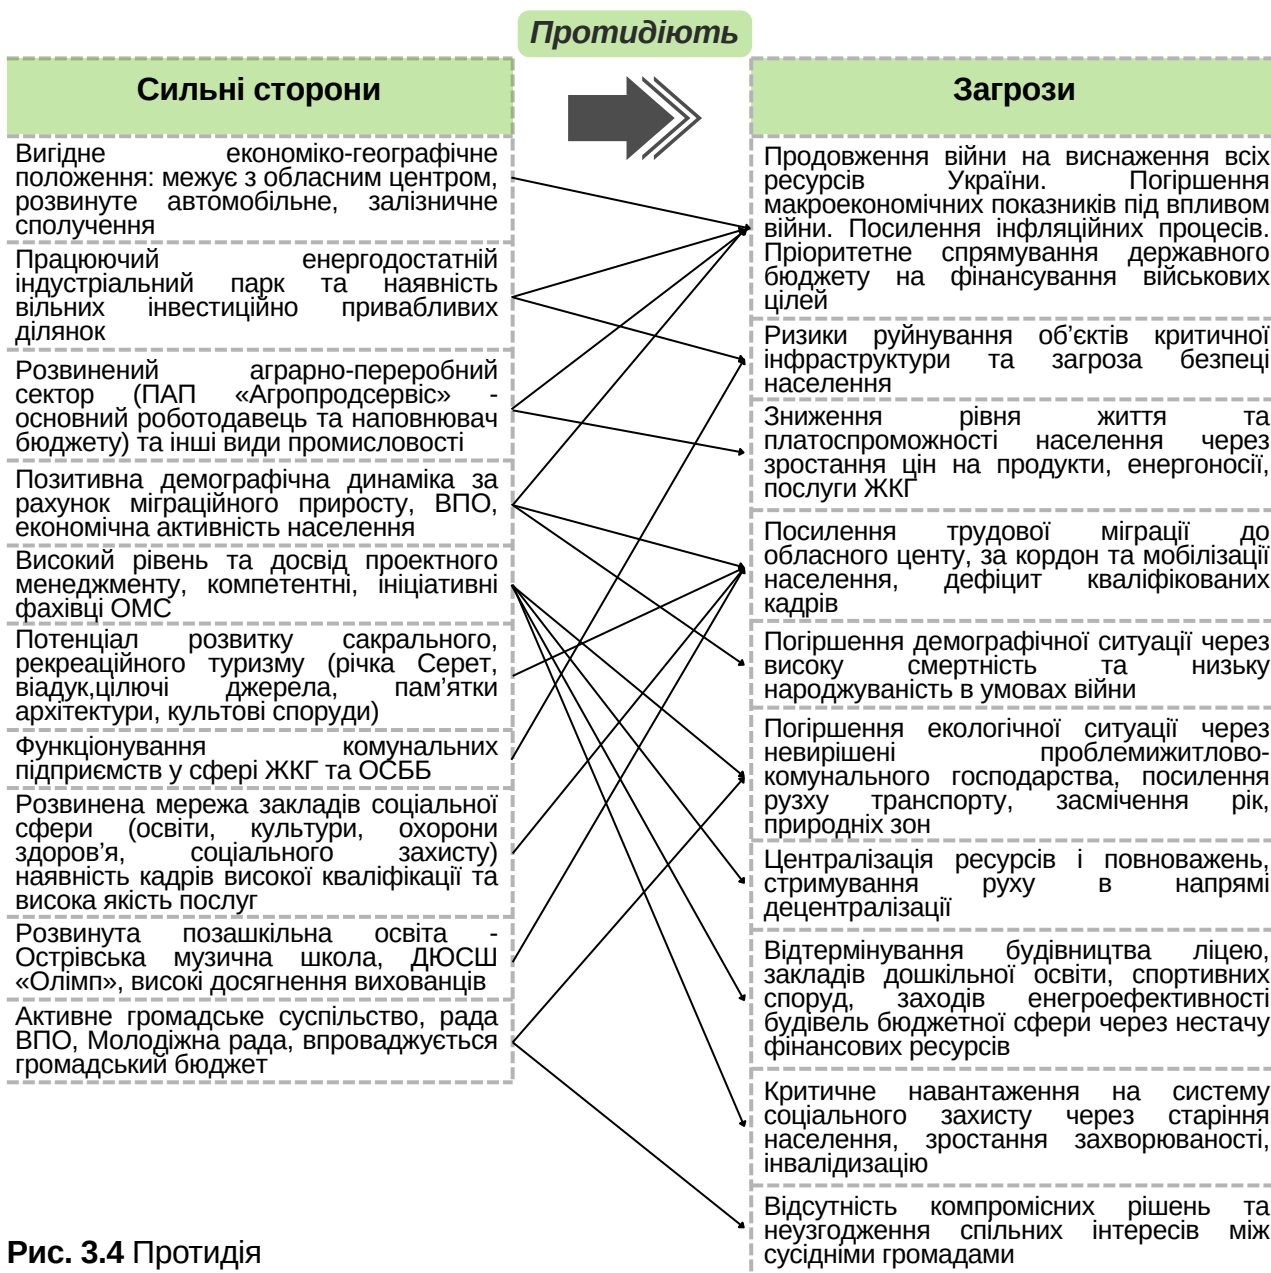 Протидіють
Сильні сторони
Вигідне економіко-географічне
положення: межує з обласним центром,
розвинуте автомобільне, залізничне
сполучення
Працюючий енергодостатній
індустріальний парк та наявність
вільних інвестиційно привабливих
ділянок
Розвинений аграрно-переробний
сектор (ПАП «Агропродсервіс» -
основний роботодавець та наповнювач
бюджету) та інші види промисловості
Позитивна демографічна динаміка за
рахунок міграційного приросту, ВПО,
економічна активність населення
Високий рівень та досвід проектного
менеджменту, компетентні, ініціативні
фахівці ОМС
Потенціал розвитку сакрального,
рекреаційного туризму (річка Серет,
віадук,цілючі джерела, пам’ятки
архітектури, культові споруди)
Функціонування комунальних
підприємств у сфері ЖКГ та ОСББ
Розвинена мережа закладів соціальної
сфери (освіти, культури, охорони
здоров’я, соціального захисту)
наявність кадрів високої кваліфікації та
висока якість послуг
Розвинута позашкільна освіта -
Острівська музична школа, ДЮСШ
«Олімп», високі досягнення вихованців
Активне громадське суспільство, рада
ВПО, Молодіжна рада, впроваджується
громадський бюджет
Загрози
Продовження війни на виснаження всіх
ресурсів України. Погіршення
макроекономічних показників під впливом
війни. Посилення інфляційних процесів.
Пріоритетне спрямування державного
бюджету на фінансування військових
цілей
Ризики руйнування об’єктів критичної
інфраструктури та загроза безпеці
населення
Зниження рівня життя та
платоспроможності населення через
зростання цін на продукти, енергоносії,
послуги ЖКГ
Посилення трудової міграції до
обласного центу, за кордон та мобілізації
населення, дефіцит кваліфікованих
кадрів
Погіршення демографічної ситуації через
високу смертність та низьку
народжуваність в умовах війни
Погіршення екологічної ситуації через
невирішені проблемижитлово-
комунального господарства, посилення
рузху транспорту, засмічення рік,
природніх зон
Централізація ресурсів і повноважень,
стримування руху в напрямі
децентралізації
Відтермінування будівництва ліцею,
закладів дошкільної освіти, спортивних
споруд, заходів енегроефективності
будівель бюджетної сфери через нестачу
фінансових ресурсів
Критичне навантаження на систему
соціального захисту через старіння
населення, зростання захворюваності,
інвалідизацію
Відсутність компромісних рішень та
неузгодження спільних інтересів між
сусідніми громадами
Рис. 3.4 Протидія